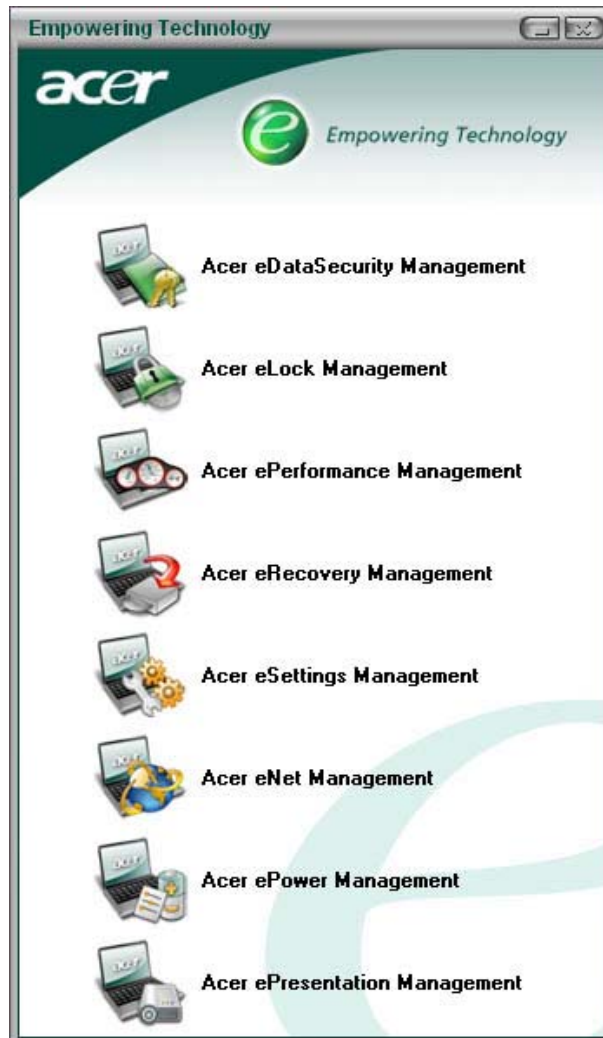 Empowering Technology
acer
e Empowering Technology
Acer eDataSecurity Management
Acer eLock Management
Acer ePerformance Management
Acer eRecovery Management
Acer eSettings Management
Acer eNet Management
Acer ePower Management
Acer ePresentation Management